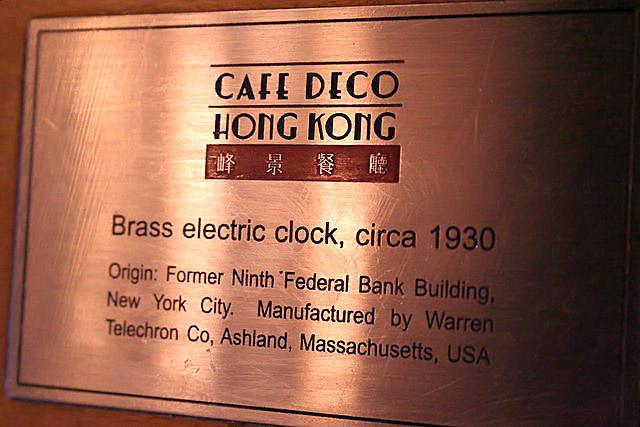 CAFE DECO
HONG KONG
峰景餐廳
Brass electric clock, circa 1930
Origin: Former Ninth Federal Bank Building,
New York City. Manufactured by Warren
Telechron Co, Ashland, Massachusetts, USA